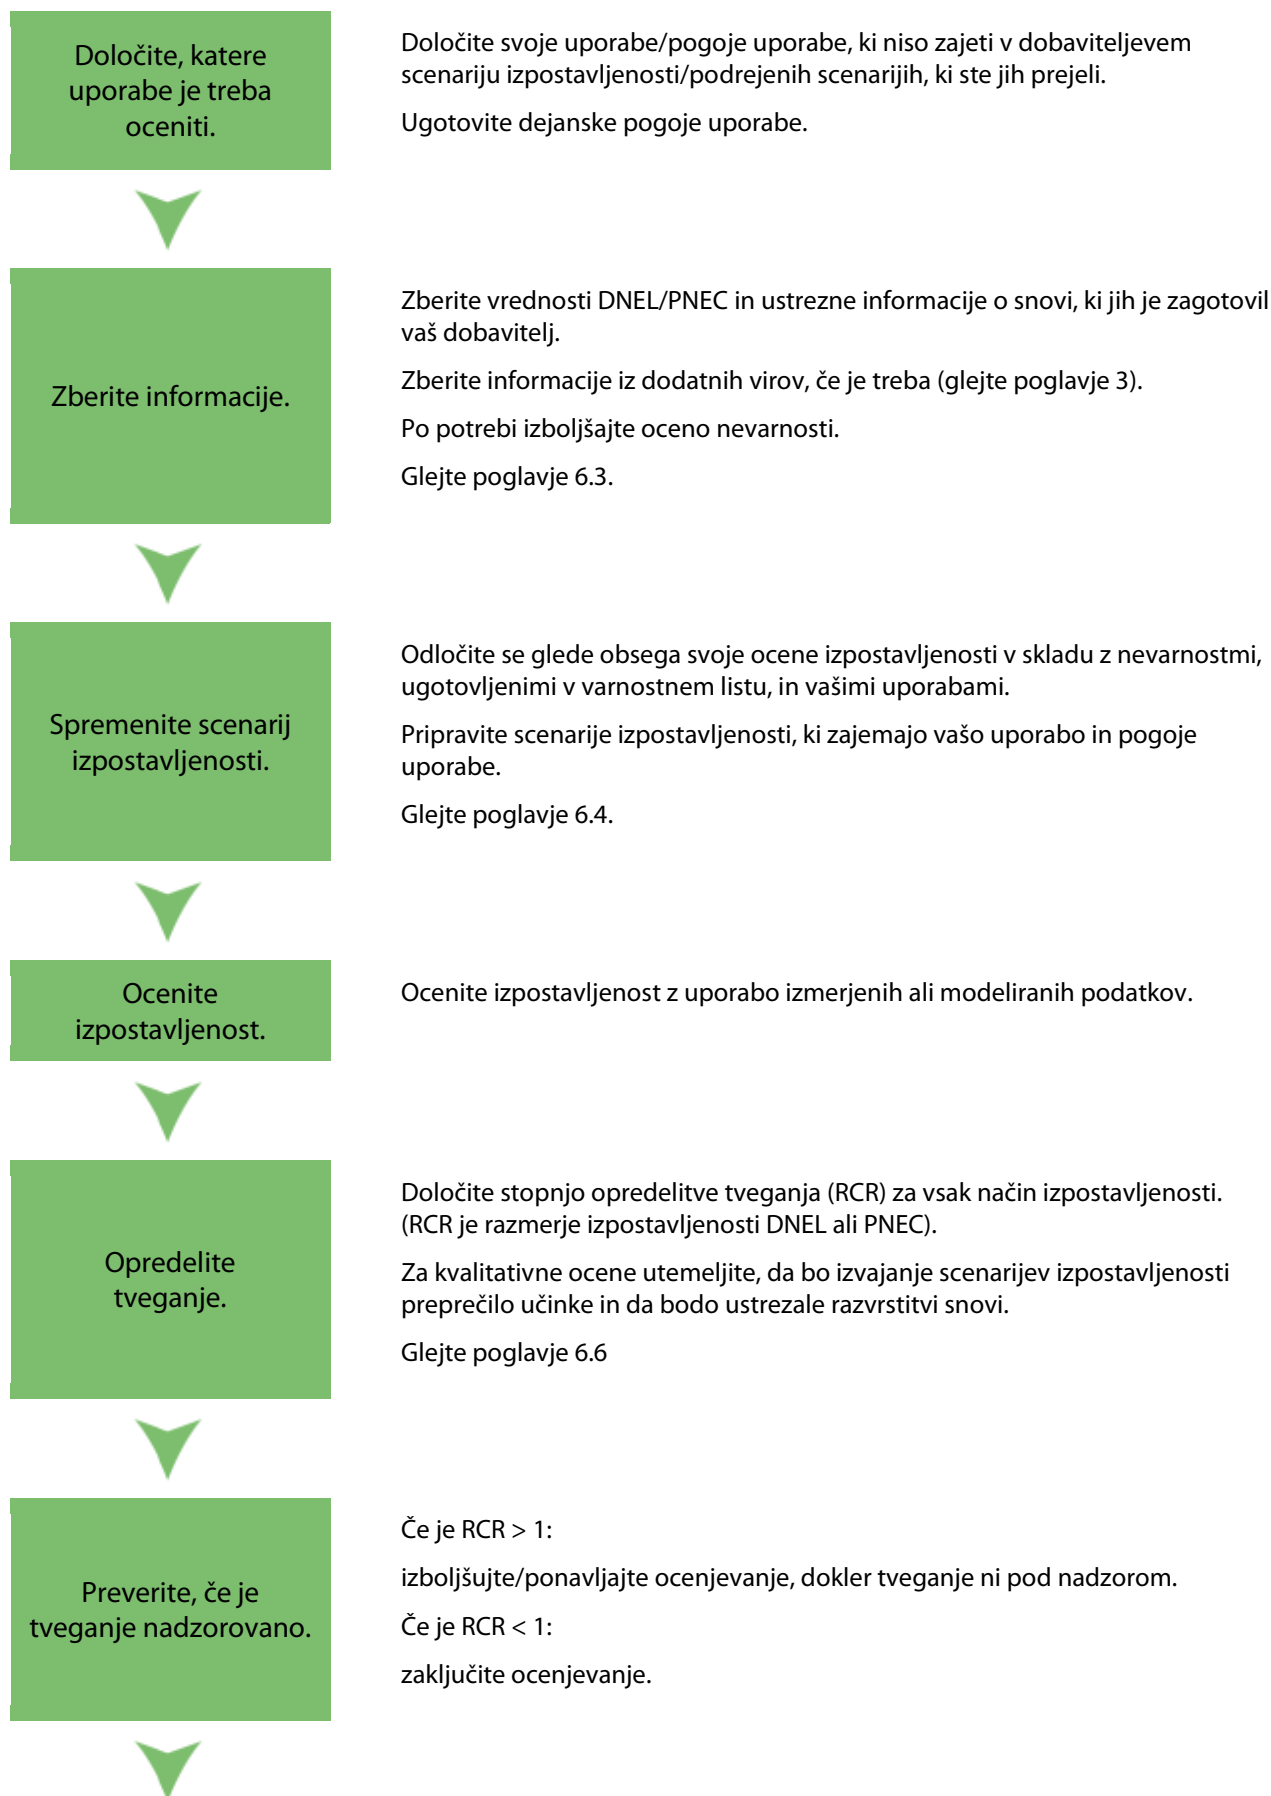 Določite, katere
uporabe je treba
oceniti.
Določite svoje uporabe/pogoje uporabe, ki niso zajeti v dobaviteljevem
scenariju izpostavljenosti/podrejenih scenarijih, ki ste jih prejeli.
Ugotovite dejanske pogoje uporabe.
Zberite informacije.
Zberite vrednosti DNEL/PNEC in ustrezne informacije o snovi, ki jih je zagotovil
vaš dobavitelj.
Zberite informacije iz dodatnih virov, če je treba (glejte poglavje 3).
Po potrebi izboljšajte oceno nevarnosti.
Glejte poglavje 6.3.
Spremenite scenarij
izpostavljenosti.
Odločite se glede obsega svoje ocene izpostavljenosti v skladu z nevarnostmi,
ugotovljenimi v varnostnem listu, in vašimi uporabami.
Pripravite scenarije izpostavljenosti, ki zajemajo vašo uporabo in pogoje
uporabe.
Glejte poglavje 6.4.
Ocenite
izpostavljenost.
Ocenite izpostavljenost z uporabo izmerjenih ali modeliranih podatkov.
Opredelite
tveganje.
Določite stopnjo opredelitve tveganja (RCR) za vsak način izpostavljenosti.
(RCR je razmerje izpostavljenosti DNEL ali PNEC).
Za kvalitativne ocene utemeljite, da bo izvajanje scenarijev izpostavljenosti
preprečilo učinke in da bodo ustrezale razvrstitvi snovi.
Glejte poglavje 6.6
Preverite, če je
tveganje nadzorovano.
Če je RCR > 1:
izboljšujte/ponavljajte ocenjevanje, dokler tveganje ni pod nadzorom.
Če je RCR < 1:
zaključite ocenjevanje.